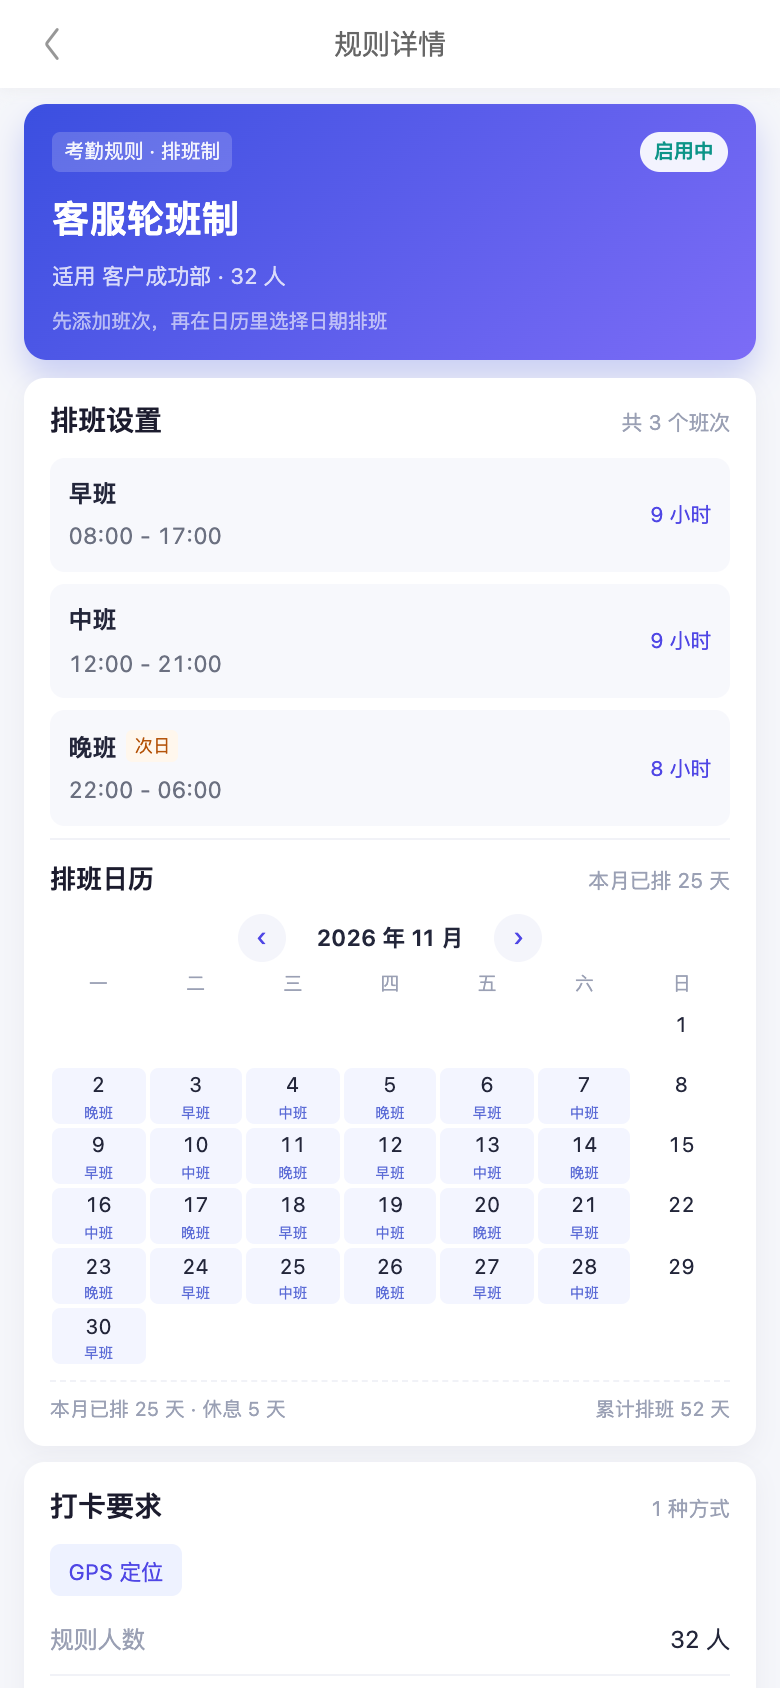 规则详情
考勤规则 · 排班制
启用中
客服轮班制
适用 客户成功部 · 32 人
先添加班次，再在日历里选择日期排班
排班设置
共 3 个班次
早班
08:00 - 17:00
9 小时
中班
12:00 - 21:00
9 小时
晚班 次日
22:00 - 06:00
8 小时
排班日历
本月已排 25 天
‹ 2026 年 11 月 ›
一 二 三 四 五 六 日
1
2 3 4 5 6 7 8
晚班 早班 中班 晚班 早班 中班
9 10 11 12 13 14 15
早班 中班 晚班 早班 中班 晚班
16 17 18 19 20 21 22
中班 晚班 早班 中班 晚班 早班
23 24 25 26 27 28 29
晚班 早班 中班 晚班 早班 中班
30
早班
本月已排 25 天 · 休息 5 天
累计排班 52 天
打卡要求
1 种方式
GPS 定位
规则人数
32 人